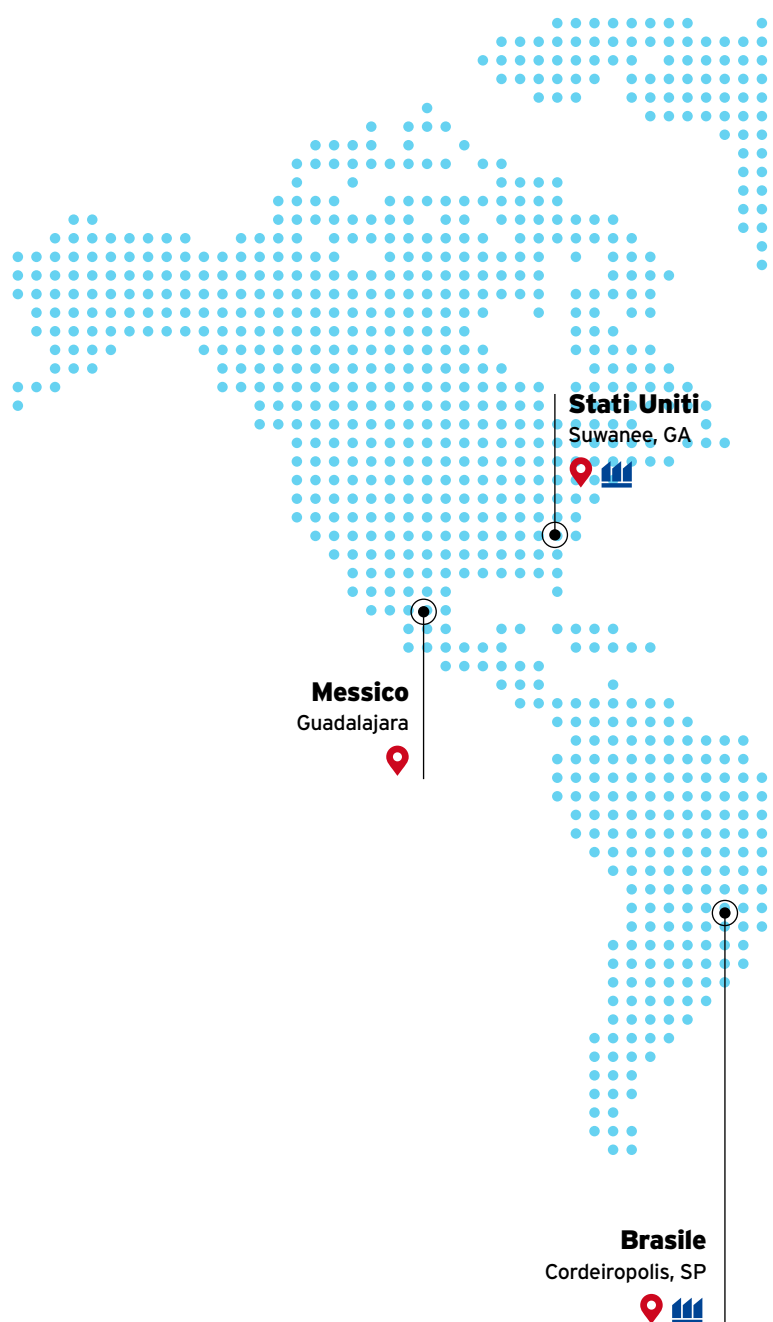 Stati Uniti
Suwanee, GA
Messico
Guadalajara
Brasile
Cordeiropolis, SP